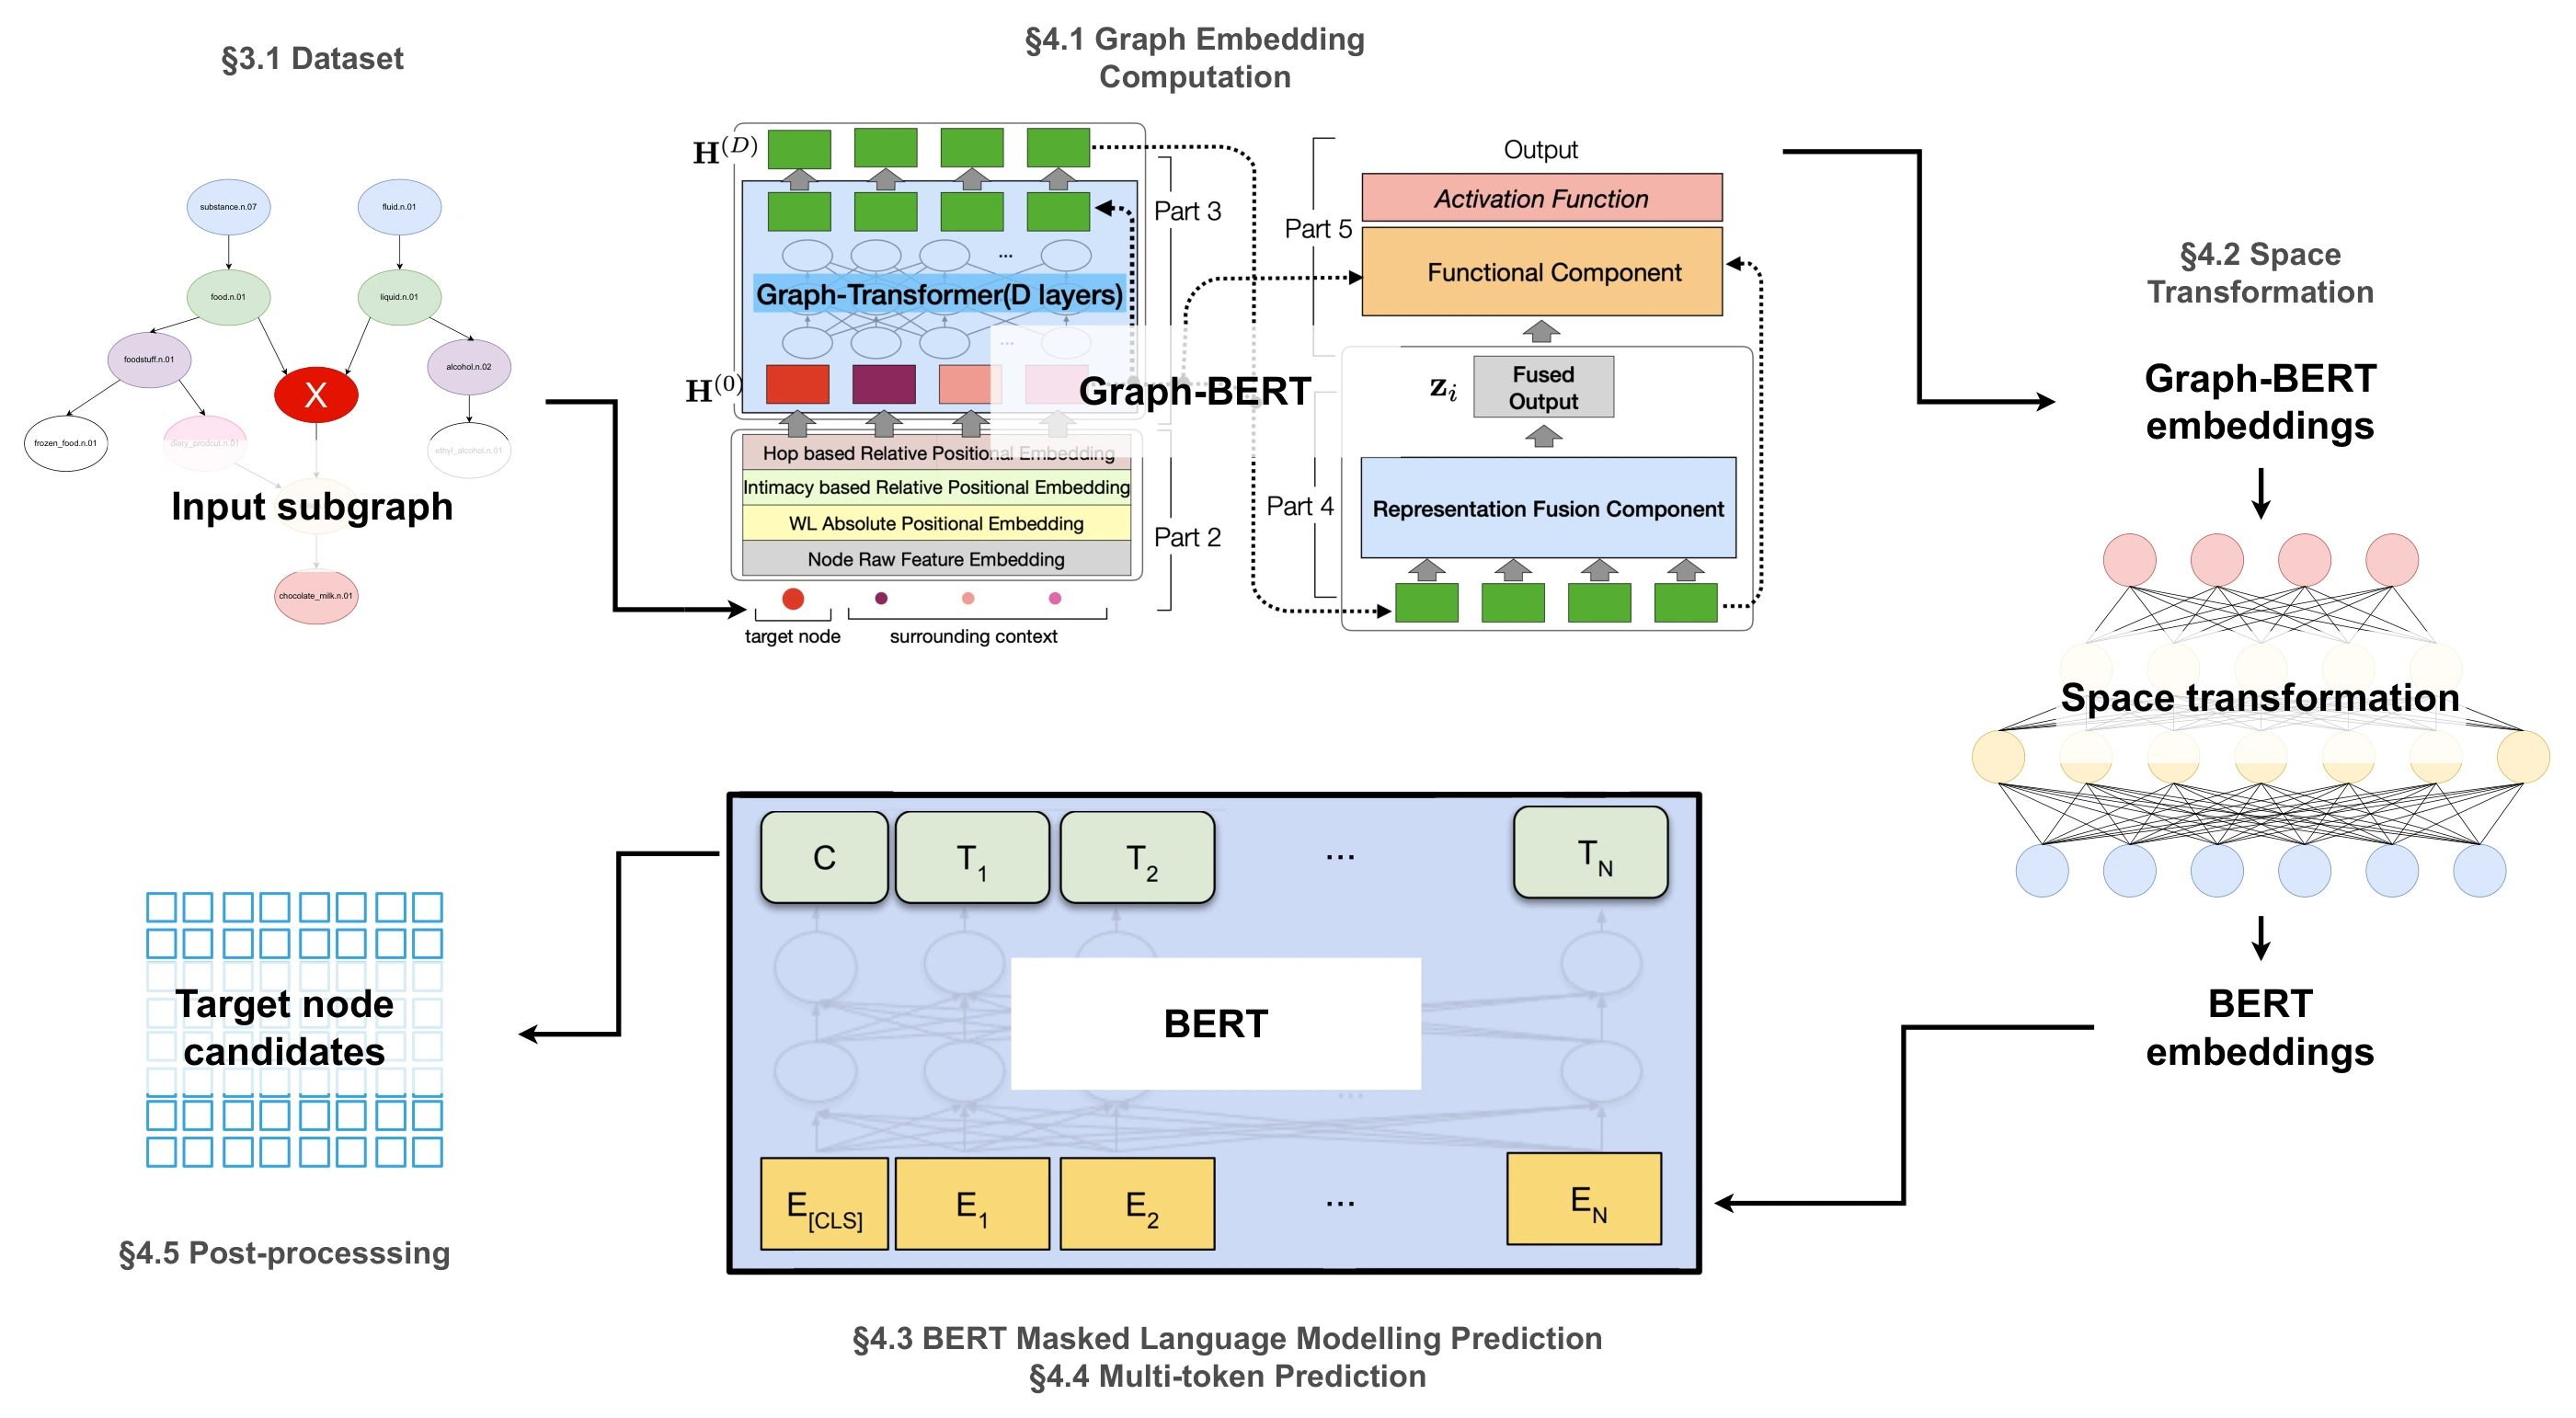 §3.1 Dataset
substance.n.07
fluid.n.01
food.n.01
liquid.n.01
foodstuff.n.01
alcohol.n.02
X
frozen_food.n.01
diary_prodcut.n.01
ethyl_alcohol.n.01
Input subgraph
chocolate_milk.n.01
§4.1 Graph Embedding
Computation
H(D)
Graph-Transformer(D layers)
...
...
H(0)
Part 3
Graph-BERT
Hop based Relative Positional Embedding
Intimacy based Relative Positional Embedding
WL Absolute Positional Embedding
Node Raw Feature Embedding
Part 2
target node
surrounding context
Output
Activation Function
Functional Component
Part 5
zi
Fused
Output
Representation Fusion Component
Part 4
§4.2 Space
Transformation
Graph-BERT
embeddings
Space transformation
BERT
embeddings
C
T1
T2
...
TN
BERT
...
E[CLS]
E1
E2
...
EN
§4.3 BERT Masked Language Modelling Prediction
§4.4 Multi-token Prediction
Target node
candidates
§4.5 Post-processsing